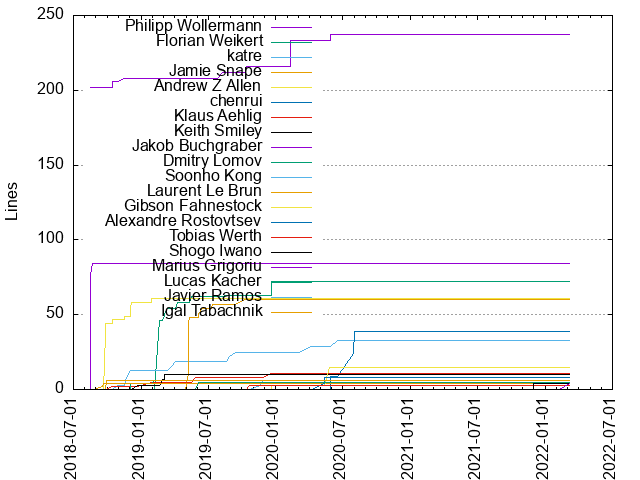 250
200
150
100
50
0
Lines
Philipp Wollermann
Florian Weikert
katre
Jamie Snape
Andrew Z Allen
chenrui
Klaus Aehlig
Keith Smiley
Jakob Buchgraber
Dmitry Lomov
Soonho Kong
Laurent Le Brun
Gibson Fahnestock
Alexandre Rostovtsev
Tobias Werth
Shogo Iwano
Marius Grigoriu
Lucas Kacher
Javier Ramos
Igal Tabachnik
2018-07-01
2019-01-01
2019-07-01
2020-01-01
2020-07-01
2021-01-01
2021-07-01
2022-01-01
2022-07-01